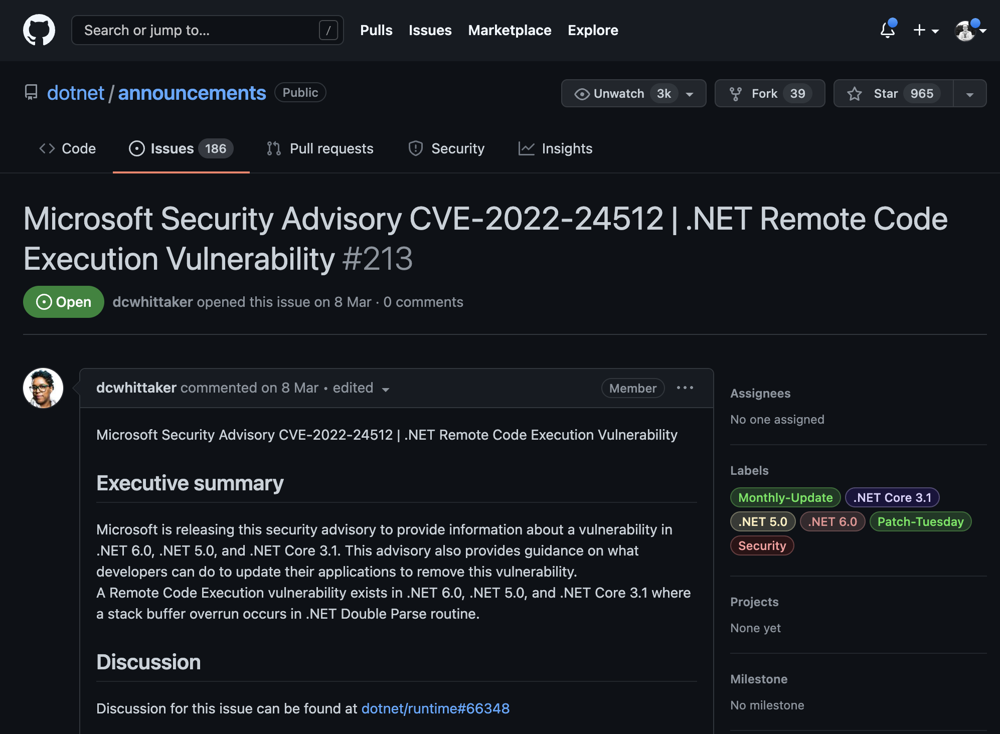 Search or jump to... /
Pulls Issues Marketplace Explore
dotnet / announcements Public
Unwatch 3k Fork 39 Star 965
Code Issues 186 Pull requests Security Insights
Microsoft Security Advisory CVE-2022-24512 | .NET Remote Code
Execution Vulnerability #213
Open dcwhittaker opened this issue on 8 Mar · 0 comments
dcwhittaker commented on 8 Mar • edited Member
Microsoft Security Advisory CVE-2022-24512 | .NET Remote Code Execution Vulnerability
Executive summary
Microsoft is releasing this security advisory to provide information about a vulnerability in
.NET 6.0, .NET 5.0, and .NET Core 3.1. This advisory also provides guidance on what
developers can do to update their applications to remove this vulnerability.
A Remote Code Execution vulnerability exists in .NET 6.0, .NET 5.0, and .NET Core 3.1 where
a stack buffer overrun occurs in .NET Double Parse routine.
Discussion
Discussion for this issue can be found at dotnet/runtime#66348
Assignees
No one assigned
Labels
Monthly-Update .NET Core 3.1
.NET 5.0 .NET 6.0 Patch-Tuesday
Security
Projects
None yet
Milestone
No milestone